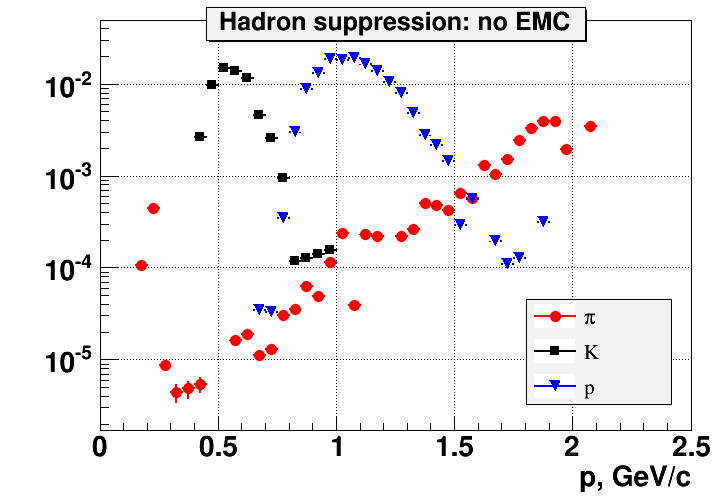 Hadron suppression: no EMC
10⁻²
10⁻³
10⁻⁴
10⁻⁵
π
K
p
0 0.5 1 1.5 2 2.5
p, GeV/c